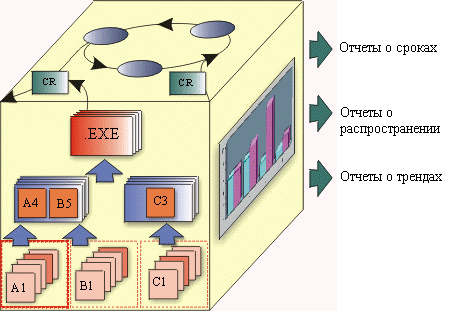 CR
CR
.EXE
A4
B5
C3
A1
B1
C1
Отчеты о сроках
Отчеты о
распространении
Отчеты о трендах